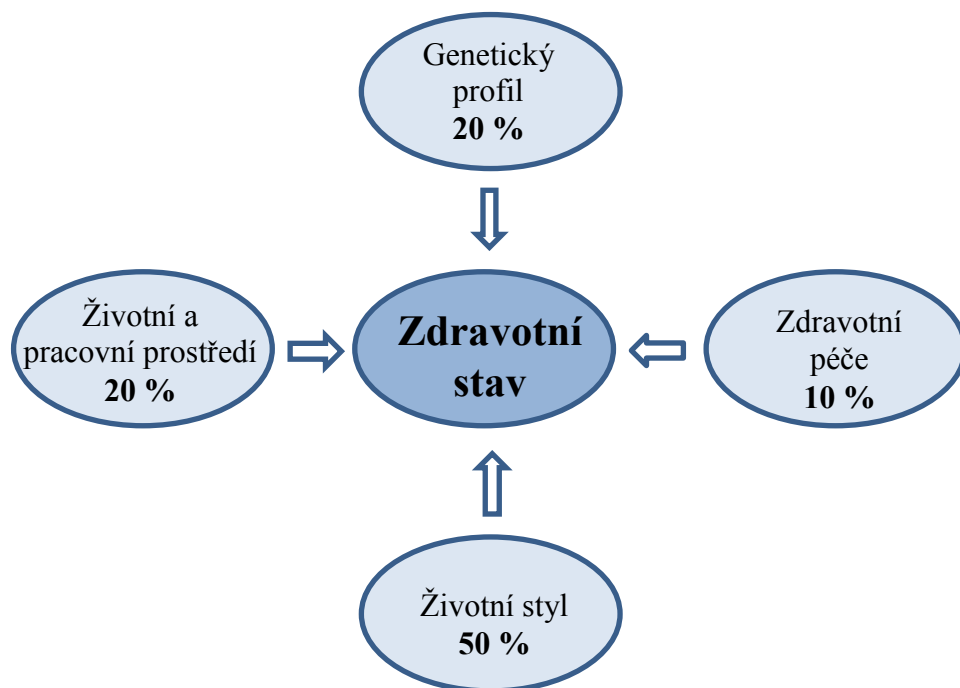 Genetický
profil
20 %
Životní a
pracovní prostředí
20 %
Zdravotní
stav
Zdravotní
péče
10 %
Životní styl
50 %